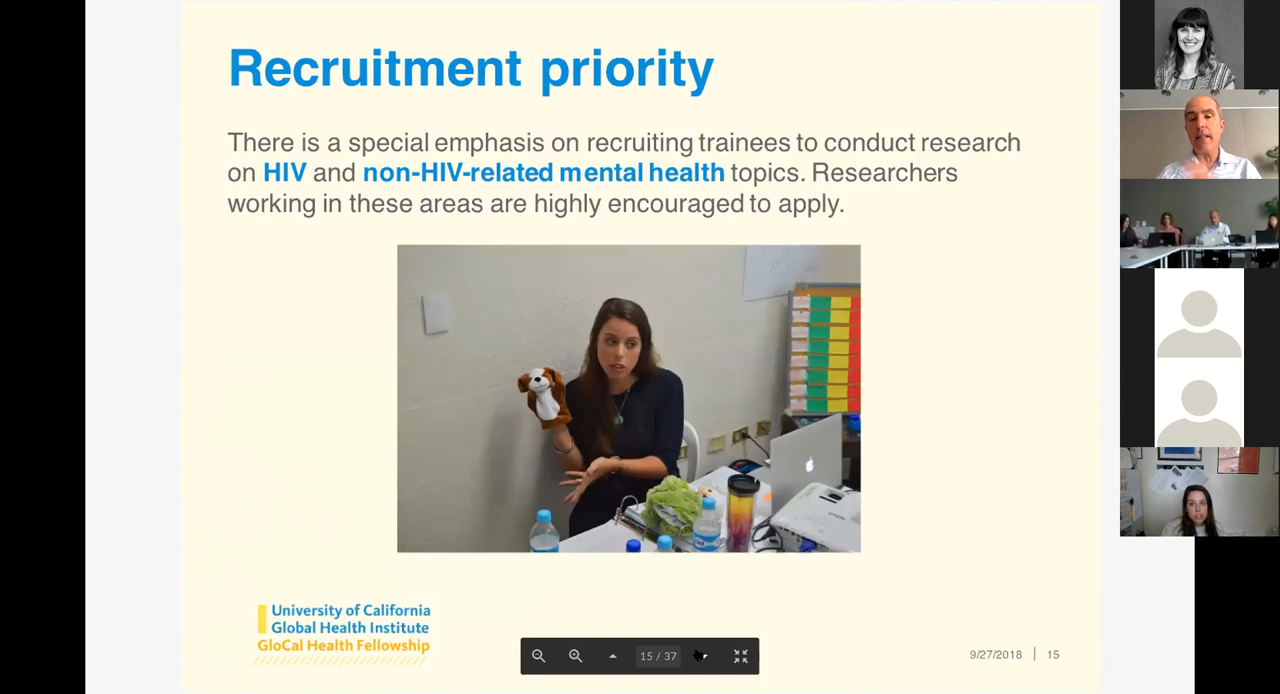 Recruitment priority
There is a special emphasis on recruiting trainees to conduct research
on HIV and non-HIV-related mental health topics. Researchers
working in these areas are highly encouraged to apply.
University of California
Global Health Institute
GloCal Health Fellowship
15 / 37
9/27/2018 | 15